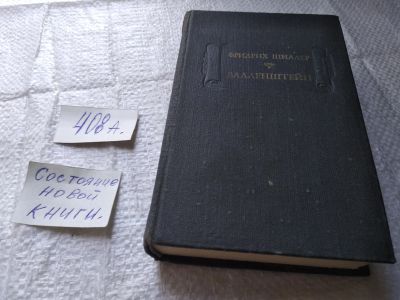 408 А.
Состояние
новой
книги.
ФРИДРИХ ШИЛЛЕР
ВАЛЛЕНШТЕЙН